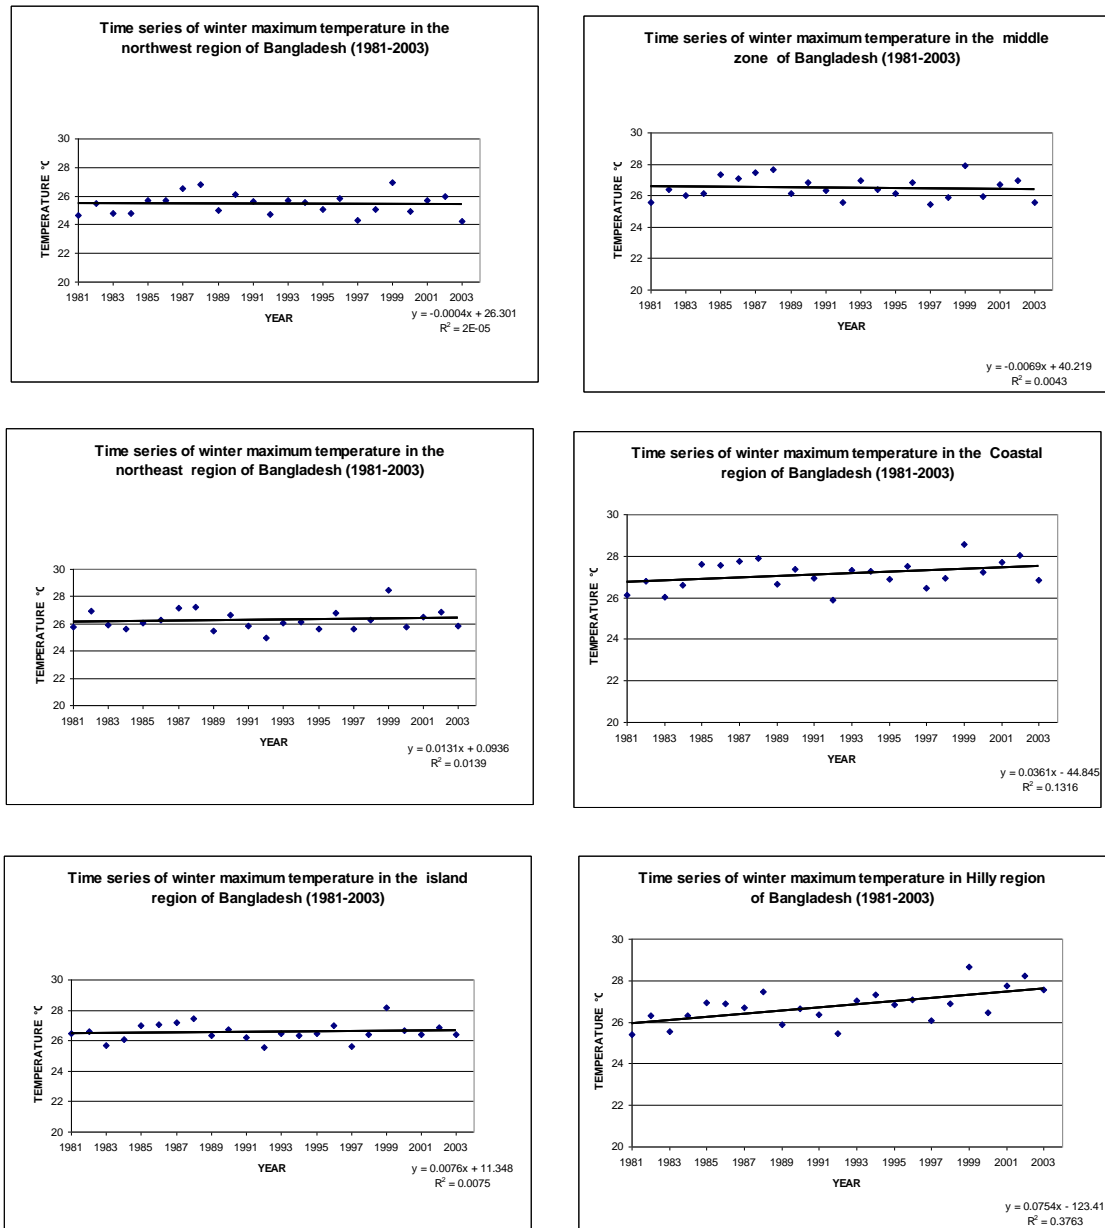 Time series of winter maximum temperature in the
northwest region of Bangladesh (1981-2003)
30
28
26
24
22
20
TEMPERATURE °C
1981 1983 1985 1987 1989 1991 1993 1995 1997 1999 2001 2003
YEAR
y = -0.0004x + 26.301
R² = 2E-05
Time series of winter maximum temperature in the middle
zone of Bangladesh (1981-2003)
30
28
26
24
22
20
TEMPERATURE °C
1981 1983 1985 1987 1989 1991 1993 1995 1997 1999 2001 2003
YEAR
y = -0.0069x + 40.219
R² = 0.0043
Time series of winter maximum temperature in the
northeast region of Bangladesh (1981-2003)
30
28
26
24
22
20
TEMPERATURE °C
1981 1983 1985 1987 1989 1991 1993 1995 1997 1999 2001 2003
YEAR
y = 0.0131x + 0.0936
R² = 0.0139
Time series of winter maximum temperature in the Coastal
region of Bangladesh (1981-2003)
30
28
26
24
22
20
TEMPERATURE °C
1981 1983 1985 1987 1989 1991 1993 1995 1997 1999 2001 2003
YEAR
y = 0.0361x - 44.845
R² = 0.1316
Time series of winter maximum temperature in the island
region of Bangladesh (1981-2003)
30
28
26
24
22
20
TEMPERATURE °C
1981 1983 1985 1987 1989 1991 1993 1995 1997 1999 2001 2003
YEAR
y = 0.0076x + 11.348
R² = 0.0075
Time series of winter maximum temperature in Hilly region
of Bangladesh (1981-2003)
30
28
26
24
22
20
TEMPERATURE °C
1981 1983 1985 1987 1989 1991 1993 1995 1997 1999 2001 2003
YEAR
y = 0.0754x - 123.41
R² = 0.3763